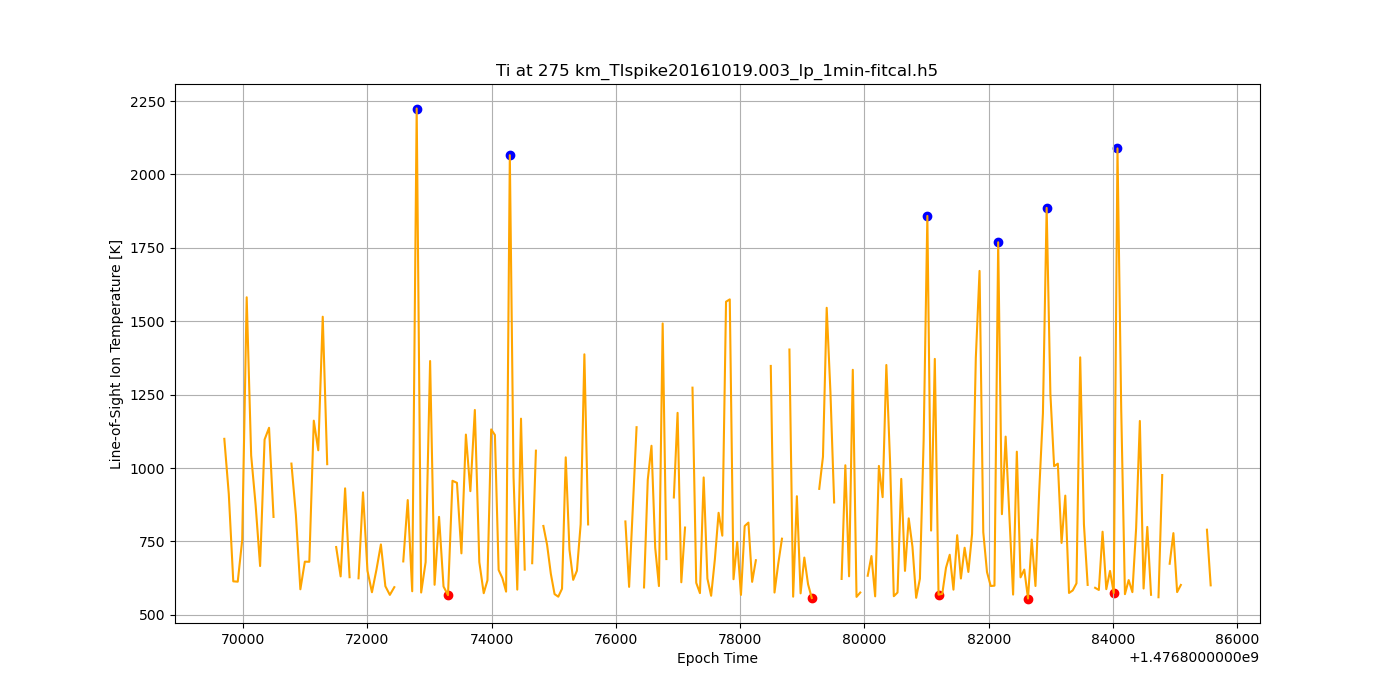 Ti at 275 km_TIspike20161019.003_lp_1min-fitcal.h5
2250
2000
1750
1500
1250
1000
750
500
Line-of-Sight Ion Temperature [K]
70000 72000 74000 76000 78000 80000 82000 84000 86000
Epoch Time
+1.4768000000e9